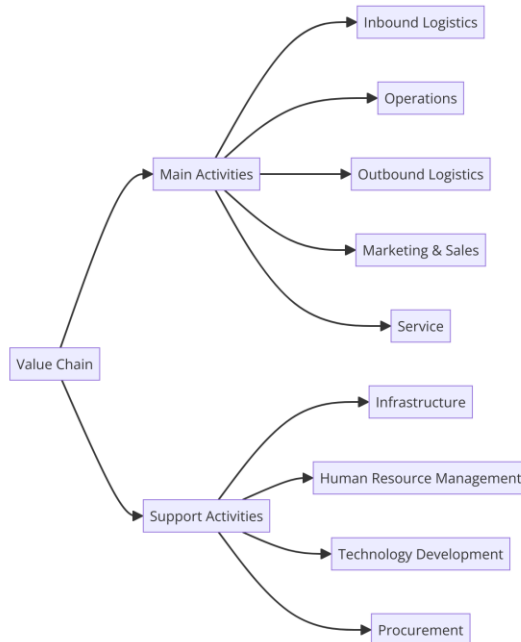 Value Chain
Main Activities
Inbound Logistics
Operations
Outbound Logistics
Marketing & Sales
Service
Support Activities
Infrastructure
Human Resource Management
Technology Development
Procurement